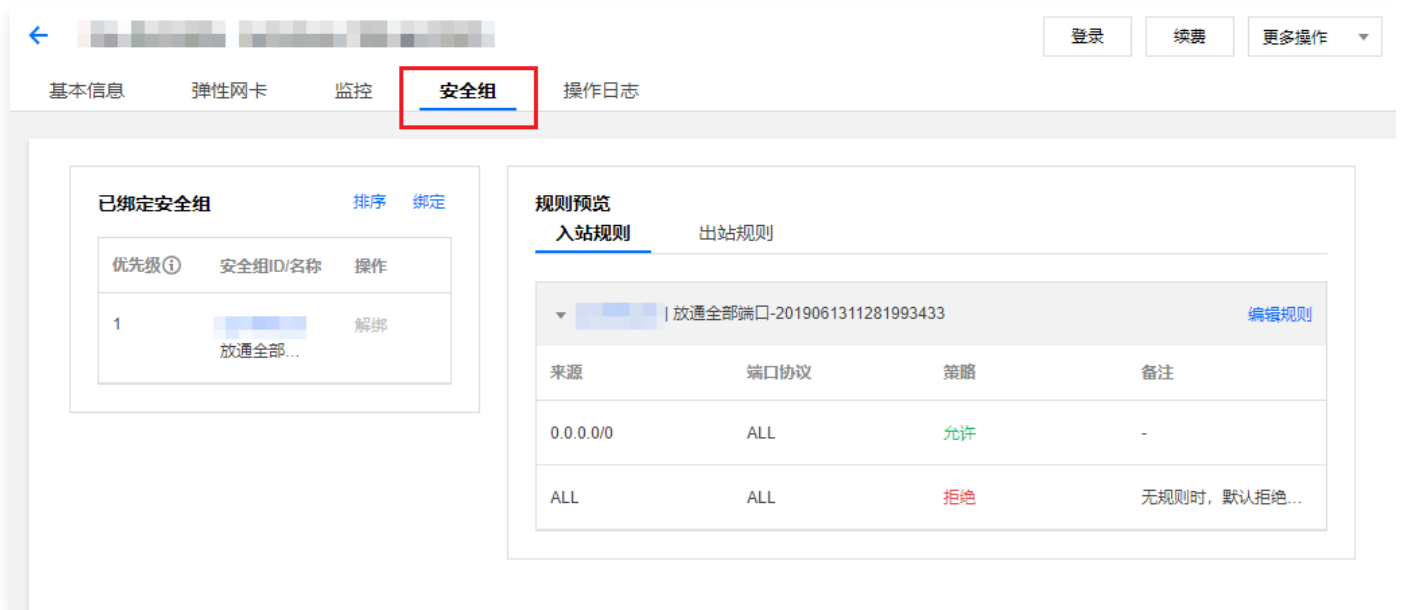 登录 续费 更多操作
基本信息 弹性网卡 监控 安全组 操作日志
已绑定安全组 排序 绑定
优先级 安全组ID/名称 操作
1 解绑
放通全部...
规则预览
入站规则 出站规则
| 放通全部端口-2019061311281993433 编辑规则
来源 端口协议 策略 备注
0.0.0.0/0 ALL 允许 -
ALL ALL 拒绝 无规则时，默认拒绝...